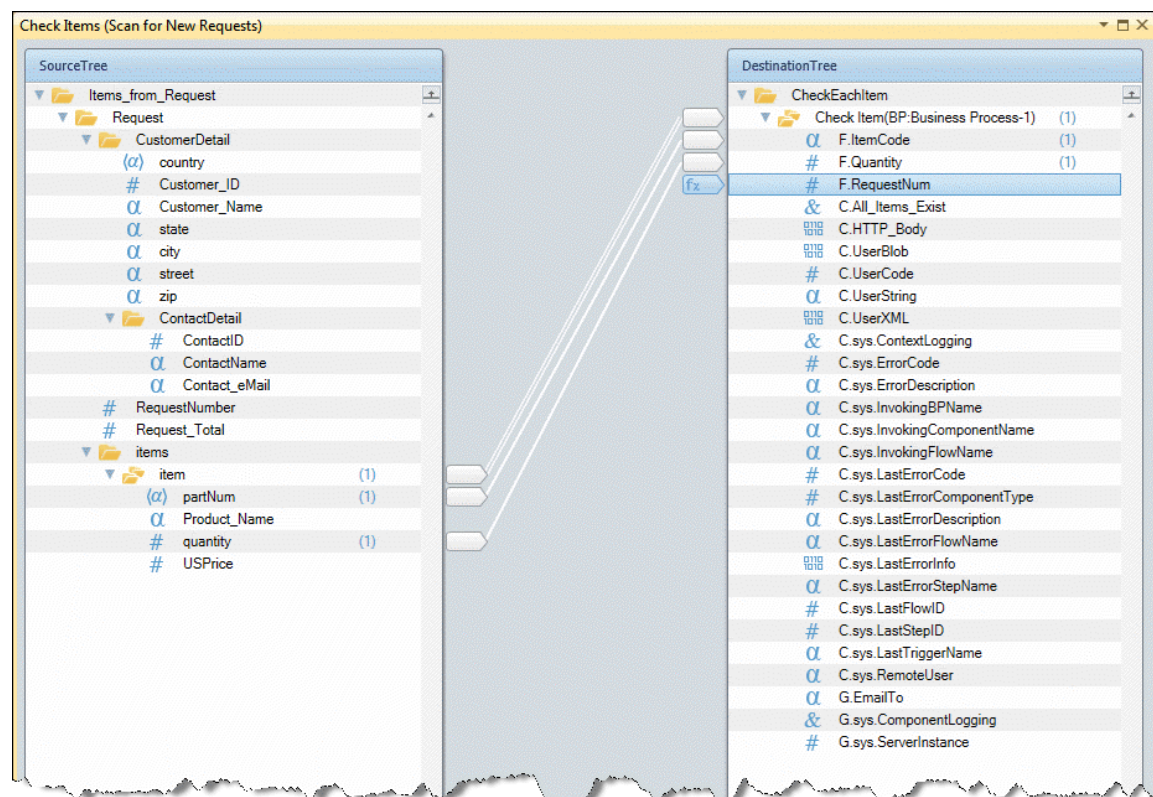 Check Items (Scan for New Requests)
SourceTree
Items_from_Request
Request
CustomerDetail
⟨α⟩ country
# Customer_ID
α Customer_Name
α state
α city
α street
α zip
ContactDetail
# ContactID
α ContactName
α Contact_eMail
# RequestNumber
# Request_Total
items
item (1)
⟨α⟩ partNum (1)
α Product_Name
# quantity (1)
# USPrice
fx
DestinationTree
CheckEachItem
Check Item(BP:Business Process-1) (1)
α F.ItemCode (1)
# F.Quantity (1)
# F.RequestNum
& C.All_Items_Exist
C.HTTP_Body
C.UserBlob
# C.UserCode
α C.UserString
C.UserXML
& C.sys.ContextLogging
# C.sys.ErrorCode
α C.sys.ErrorDescription
α C.sys.InvokingBPName
α C.sys.InvokingComponentName
α C.sys.InvokingFlowName
# C.sys.LastErrorCode
# C.sys.LastErrorComponentType
α C.sys.LastErrorDescription
α C.sys.LastErrorFlowName
C.sys.LastErrorInfo
α C.sys.LastErrorStepName
# C.sys.LastFlowID
# C.sys.LastStepID
α C.sys.LastTriggerName
α C.sys.RemoteUser
α G.EmailTo
& G.sys.ComponentLogging
# G.sys.ServerInstance